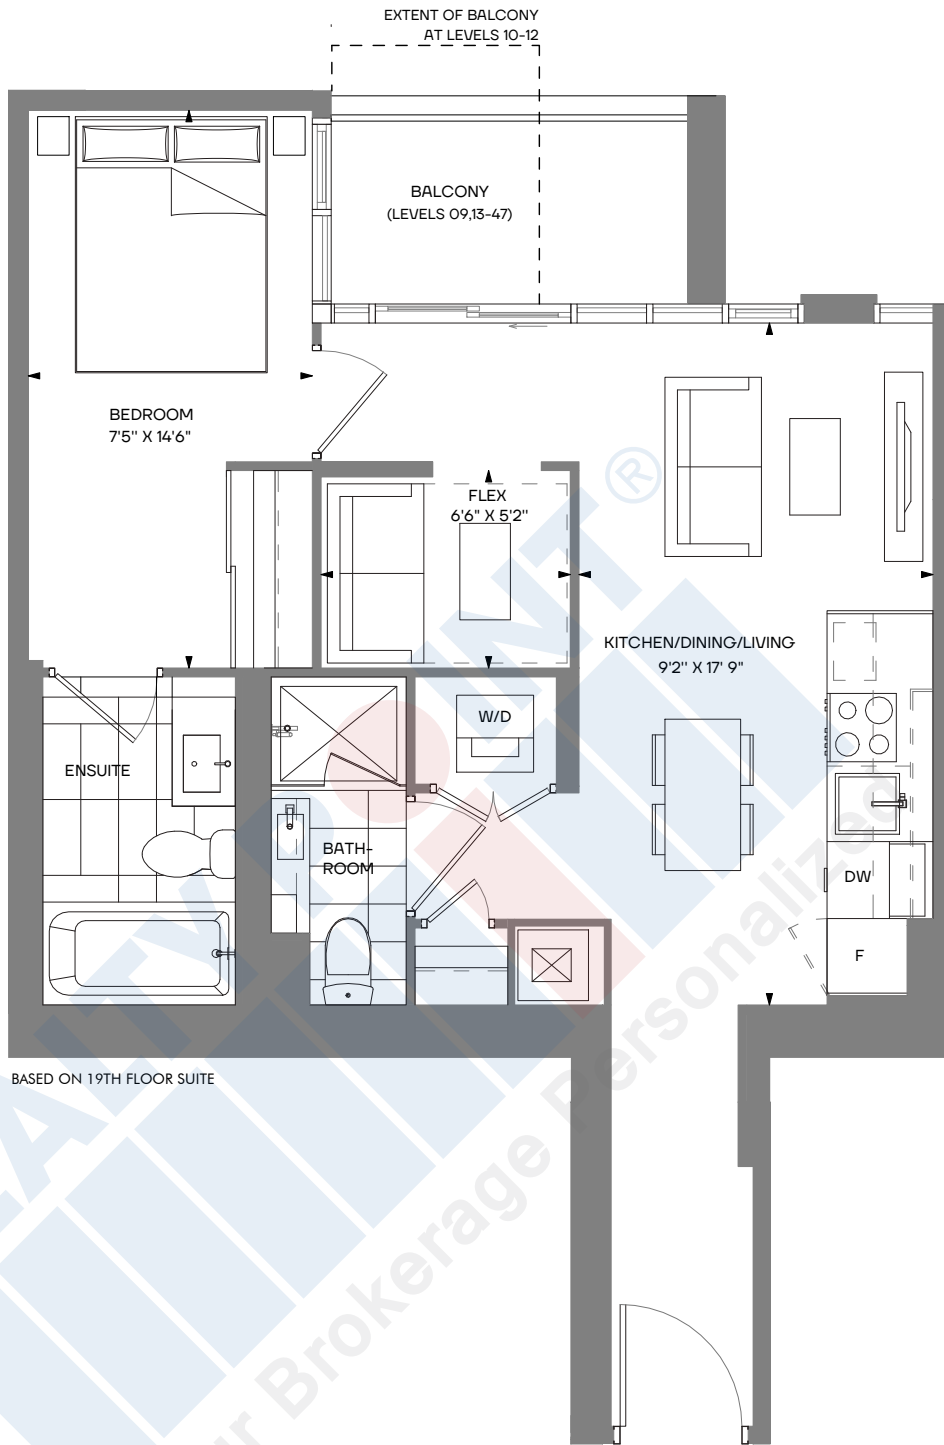 EXTENT OF BALCONY
AT LEVELS 10-12
BALCONY
(LEVELS 09,13-47)
BEDROOM
7'5" X 14'6"
FLEX
6'6" X 5'2"
KITCHEN/DINING/LIVING
9'2" X 17' 9"
W/D
ENSUITE
BATH-
ROOM
DW
F
BASED ON 19TH FLOOR SUITE
ALTYPOINT®
Brokerage Personalized